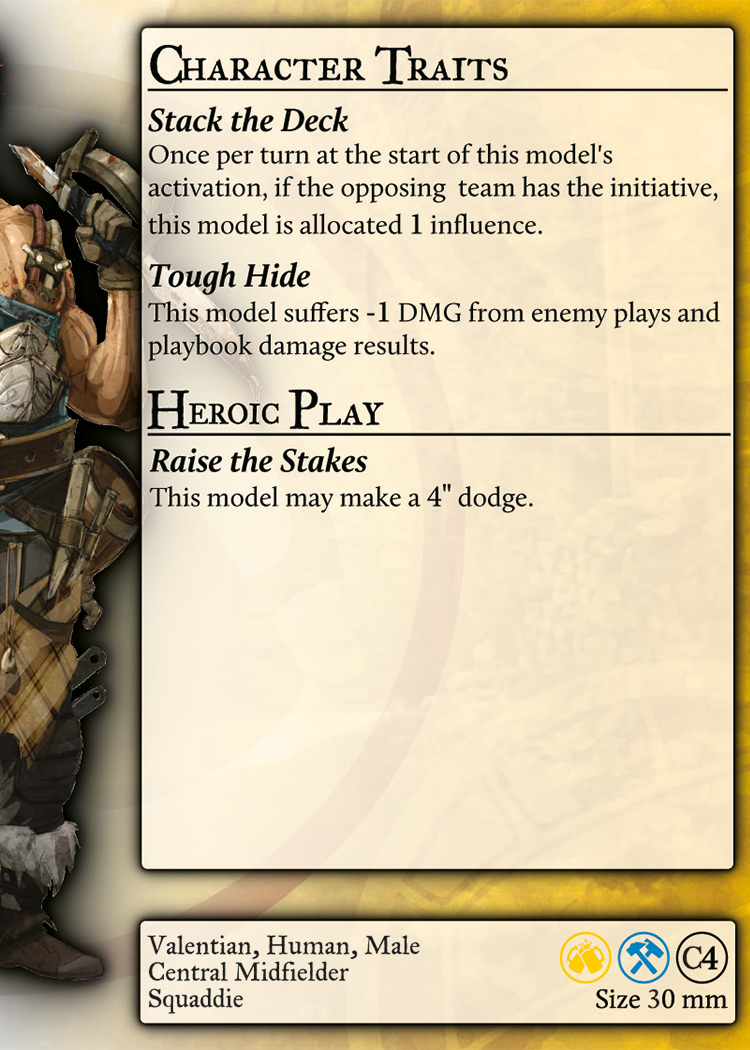 Character Traits
Stack the Deck
Once per turn at the start of this model's
activation, if the opposing  team has the initiative,
this model is allocated 1 influence.
Tough Hide
This model suffers -1 DMG from enemy plays and
playbook damage results.
Heroic Play
Raise the Stakes
This model may make a 4" dodge.
Valentian, Human, Male
Central Midfielder
Squaddie
C4
Size 30 mm